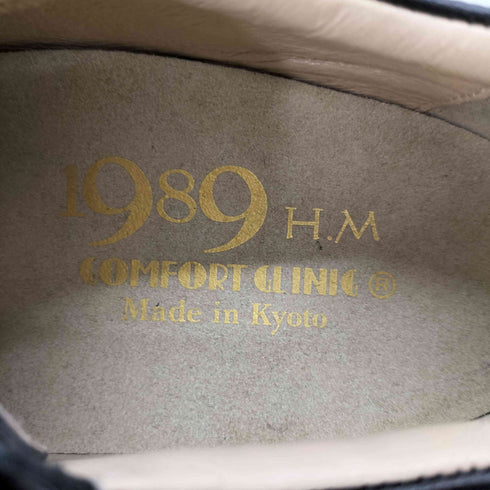 1989 H.M
COMFORT CLINIC ®
Made in Kyoto